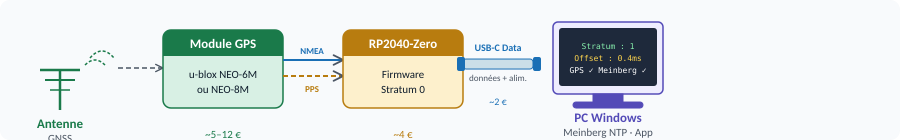 Antenne
GNSS
Module GPS
u-blox NEO-6M
ou NEO-8M
~5–12 €
NMEA
PPS
RP2040-Zero
Firmware
Stratum 0
~4 €
USB-C Data
données + alim.
~2 €
Stratum : 1
Offset : 0.4ms
GPS ✓ Meinberg ✓
PC Windows
Meinberg NTP · App